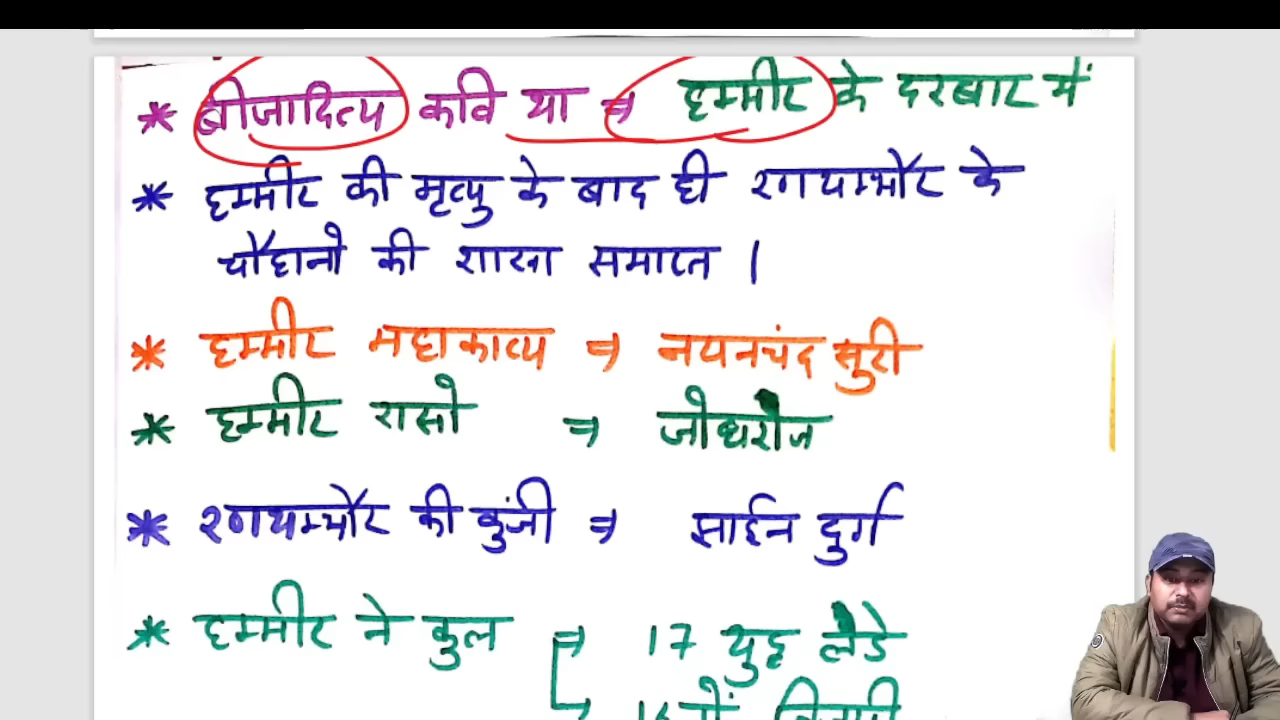 * बीजादित्य कवि था ⇒ हम्मीर के दरबार में
* हम्मीर की मृत्यु के बाद ही रणथम्भौर के
चौहानो की शाखा समाप्त ।
* हम्मीर महाकाव्य ⇒ नयनचंद सुरी
* हम्मीर रासो ⇒ जोधराज
* रणथम्भौर की कुंजी ⇒ झाईन दुर्ग
* हम्मीर ने कुल ⇒ 17 युद्ध लडे